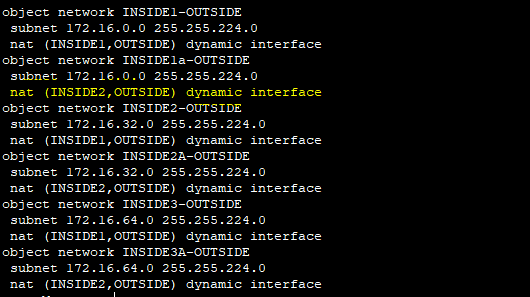 object network INSIDE1-OUTSIDE
 subnet 172.16.0.0 255.255.224.0
 nat (INSIDE1,OUTSIDE) dynamic interface
object network INSIDE1a-OUTSIDE
 subnet 172.16.0.0 255.255.224.0
 nat (INSIDE2,OUTSIDE) dynamic interface
object network INSIDE2-OUTSIDE
 subnet 172.16.32.0 255.255.224.0
 nat (INSIDE1,OUTSIDE) dynamic interface
object network INSIDE2A-OUTSIDE
 subnet 172.16.32.0 255.255.224.0
 nat (INSIDE2,OUTSIDE) dynamic interface
object network INSIDE3-OUTSIDE
 subnet 172.16.64.0 255.255.224.0
 nat (INSIDE1,OUTSIDE) dynamic interface
object network INSIDE3A-OUTSIDE
 subnet 172.16.64.0 255.255.224.0
 nat (INSIDE2,OUTSIDE) dynamic interface